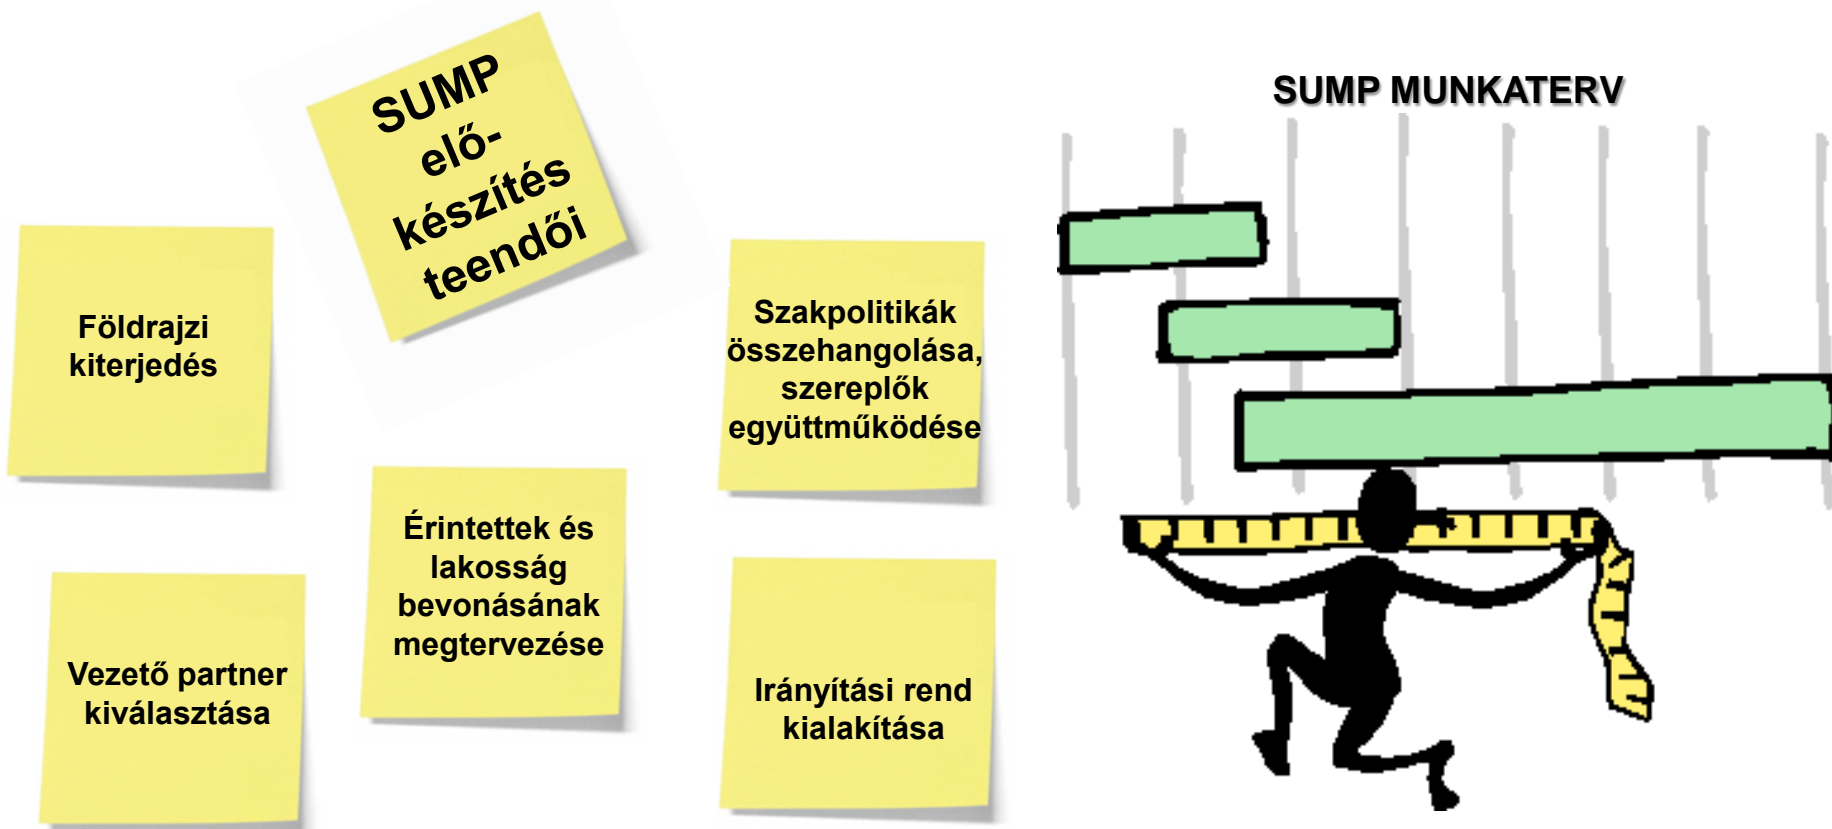 SUMP
elő-
készítés
teendői
SUMP MUNKATERV
Földrajzi
kiterjedés
Szakpolitikák
összehangolása,
szereplők
együttműködése
Érintettek és
lakosság
bevonásának
megtervezése
Vezető partner
kiválasztása
Irányítási rend
kialakítása